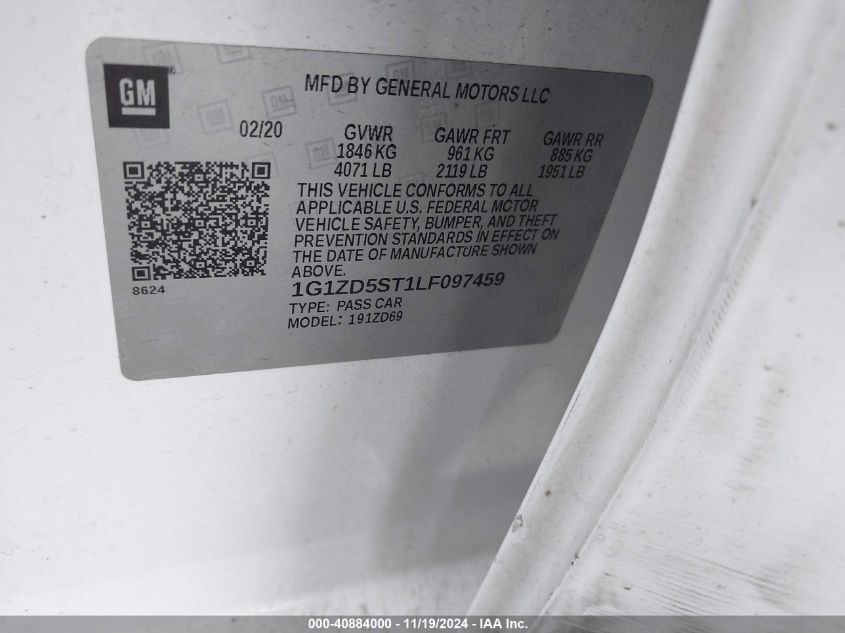 GM
MFD BY GENERAL MOTORS LLC
02/20 GVWR GAWR FRT GAWR RR
1846 KG 961 KG 885 KG
4071 LB 2119 LB 1951 LB
THIS VEHICLE CONFORMS TO ALL
APPLICABLE U.S. FEDERAL MOTOR
VEHICLE SAFETY, BUMPER, AND THEFT
PREVENTION STANDARDS IN EFFECT ON
THE DATE OF MANUFACTURE SHOWN
ABOVE.
8624
1G1ZD5ST1LF097459
TYPE: PASS CAR
MODEL: 191ZD69
000-40884000 - 11/19/2024 - IAA Inc.